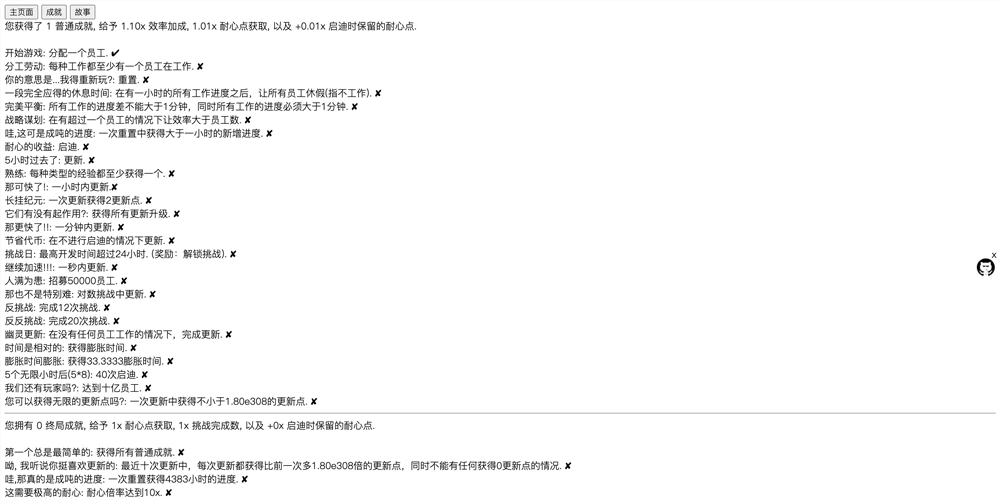 主页面 成就 故事
您获得了 1 普通成就, 给予 1.10x 效率加成, 1.01x 耐心点获取, 以及 +0.01x 启迪时保留的耐心点.
开始游戏: 分配一个员工. ✔
分工劳动: 每种工作都至少有一个员工在工作. ✘
你的意思是...我得重新玩?: 重置. ✘
一段完全应得的休息时间: 在有一小时的所有工作进度之后，让所有员工休假(指不工作). ✘
完美平衡: 所有工作的进度差不能大于1分钟，同时所有工作的进度必须大于1分钟. ✘
战略谋划: 在有超过一个员工的情况下让效率大于员工数. ✘
哇,这可是成吨的进度: 一次重置中获得大于一小时的新增进度. ✘
耐心的收益: 启迪. ✘
5小时过去了: 更新. ✘
熟练: 每种类型的经验都至少获得一个. ✘
那可快了!: 一小时内更新.✘
长挂纪元: 一次更新获得2更新点. ✘
它们有没有起作用?: 获得所有更新升级. ✘
那更快了!!: 一分钟内更新. ✘
节省代币: 在不进行启迪的情况下更新. ✘
挑战日: 最高开发时间超过24小时. (奖励：解锁挑战). ✘
继续加速!!!: 一秒内更新. ✘
x
人满为患: 招募50000员工. ✘
那也不是特别难: 对数挑战中更新. ✘
反挑战: 完成12次挑战. ✘
反反挑战: 完成20次挑战. ✘
幽灵更新: 在没有任何员工工作的情况下，完成更新. ✘
时间是相对的: 获得膨胀时间. ✘
膨胀时间膨胀: 获得33.3333膨胀时间. ✘
5个无限小时后(5*8): 40次启迪. ✘
我们还有玩家吗?: 达到十亿员工. ✘
您可以获得无限的更新点吗?: 一次更新中获得不小于1.80e308的更新点. ✘
您拥有 0 终局成就, 给予 1x 耐心点获取, 1x 挑战完成数, 以及 +0x 启迪时保留的耐心点.
第一个总是最简单的: 获得所有普通成就. ✘
呦, 我听说你挺喜欢更新的: 最近十次更新中，每次更新都获得比前一次多1.80e308倍的更新点，同时不能有任何获得0更新点的情况. ✘
哇,那真的是成吨的进度: 一次重置获得4383小时的进度. ✘
这需要极高的耐心: 耐心倍率达到10x. ✘